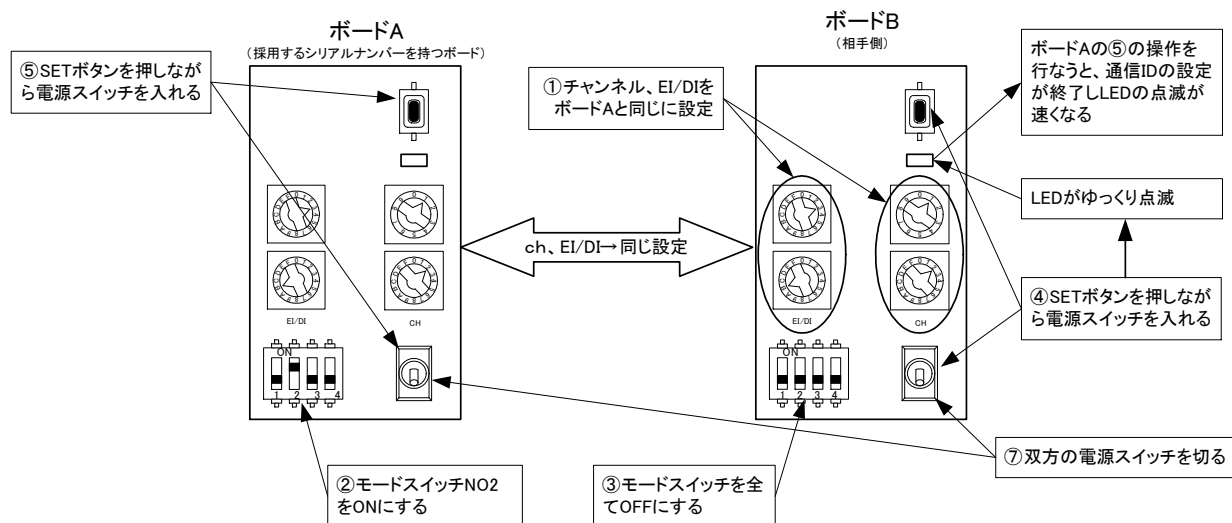 ボードA
(採用するシリアルナンバーを持つボード)
⑤SETボタンを押しなが
ら電源スイッチを入れる
ボードB
(相手側)
①チャンネル、EI/DIを
ボードAと同じに設定
ボードAの⑤の操作を
行なうと、通信IDの設定
が終了しLEDの点滅が
速くなる
LEDがゆっくり点滅
ch、EI/DI→同じ設定
④SETボタンを押しなが
ら電源スイッチを入れる
EI/DI
CH
ON
1 2 3 4
EI/DI
CH
ON
1 2 3 4
②モードスイッチNO2
をONにする
③モードスイッチを全
てOFFにする
⑦双方の電源スイッチを切る